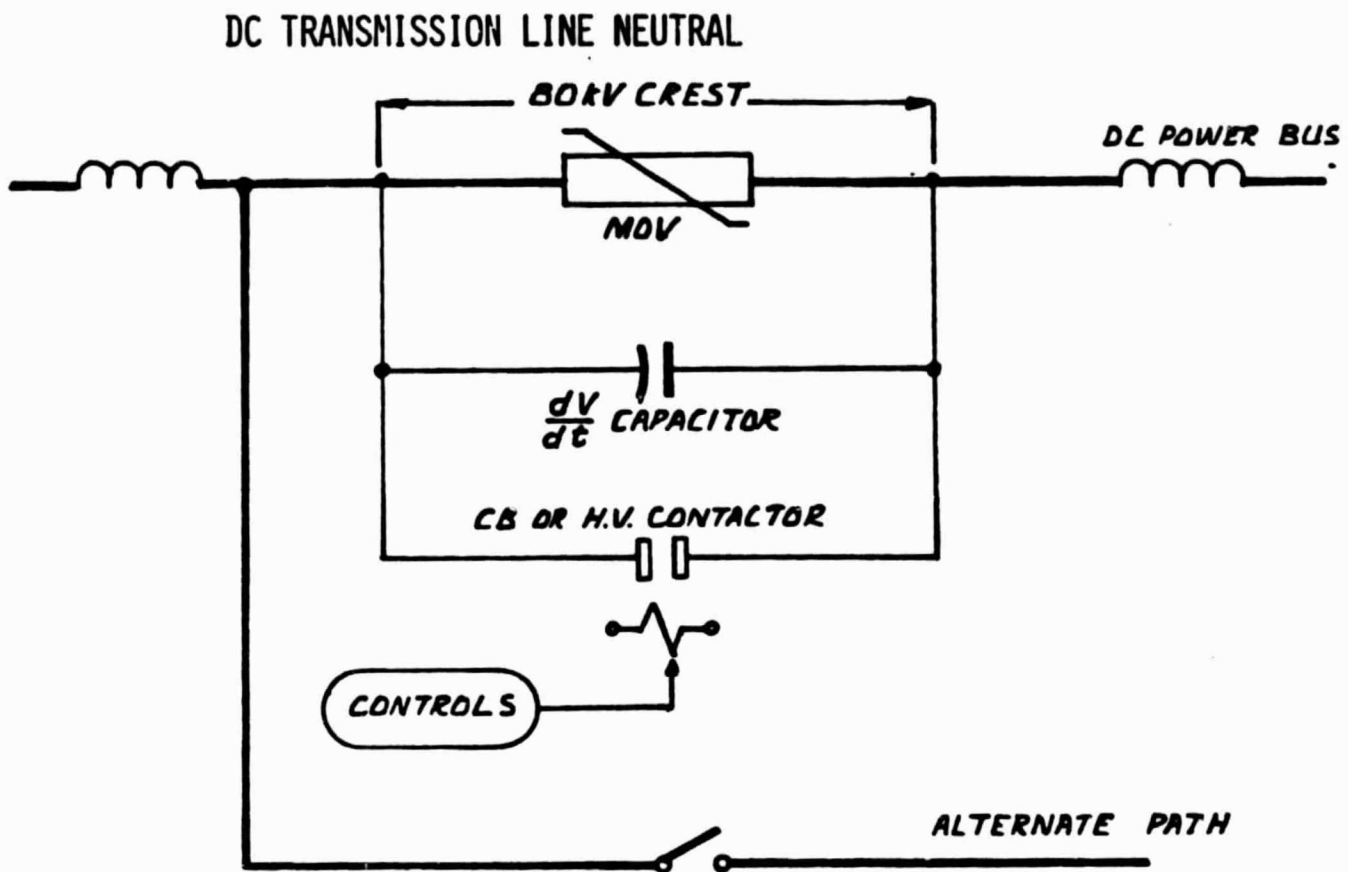 DC TRANSMISSION LINE NEUTRAL
80kV CREST
DC POWER BUS
MOV
dV
dt CAPACITOR
CB OR H.V. CONTACTOR
CONTROLS
ALTERNATE PATH